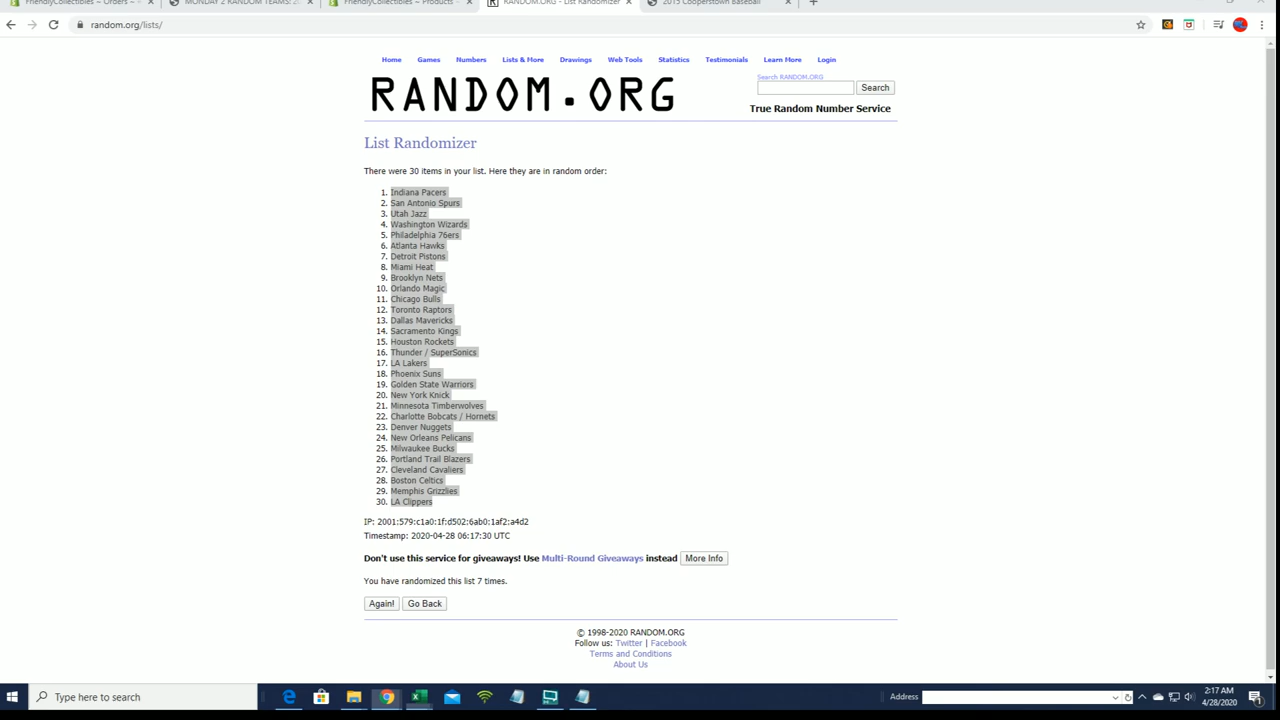 FriendlyCollectibles ~ Orders ~
MONDAY 2 RANDOM TEAMS: 2
FriendlyCollectibles ~ Products ~
RANDOM.ORG - List Randomizer
2015 Cooperstown Baseball
random.org/lists/
Home Games Numbers Lists & More Drawings Web Tools Statistics Testimonials Learn More Login
RANDOM.ORG
Search RANDOM.ORG
Search
True Random Number Service
List Randomizer
There were 30 items in your list. Here they are in random order:
1. Indiana Pacers
2. San Antonio Spurs
3. Utah Jazz
4. Washington Wizards
5. Philadelphia 76ers
6. Atlanta Hawks
7. Detroit Pistons
8. Miami Heat
9. Brooklyn Nets
10. Orlando Magic
11. Chicago Bulls
12. Toronto Raptors
13. Dallas Mavericks
14. Sacramento Kings
15. Houston Rockets
16. Thunder / SuperSonics
17. LA Lakers
18. Phoenix Suns
19. Golden State Warriors
20. New York Knick
21. Minnesota Timberwolves
22. Charlotte Bobcats / Hornets
23. Denver Nuggets
24. New Orleans Pelicans
25. Milwaukee Bucks
26. Portland Trail Blazers
27. Cleveland Cavaliers
28. Boston Celtics
29. Memphis Grizzlies
30. LA Clippers
IP: 2001:579:c1a0:1f:d502:6ab0:1af2:a4d2
Timestamp: 2020-04-28 06:17:30 UTC
Don't use this service for giveaways! Use Multi-Round Giveaways instead More Info
You have randomized this list 7 times.
Again! Go Back
© 1998-2020 RANDOM.ORG
Follow us: Twitter | Facebook
Terms and Conditions
About Us
Type here to search
Address
2:17 AM
4/28/2020